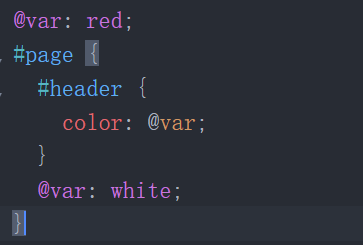 @var: red;
#page {
  #header {
    color: @var;
  }
  @var: white;
}